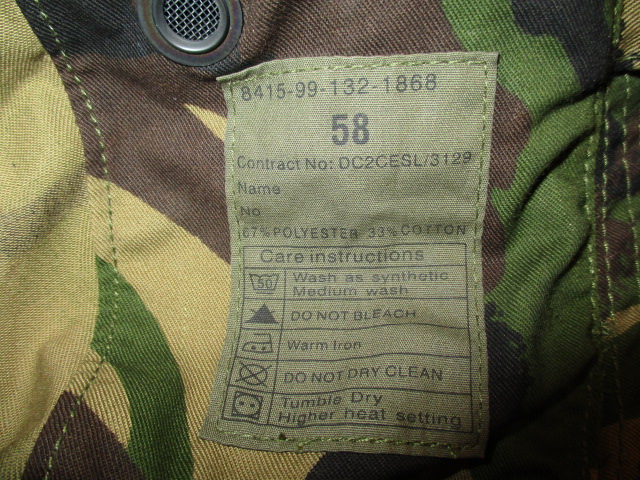 8415-99-132-1868
58
Contract No: DC2CESL/3129
Name
No
67% POLYESTER 33% COTTON
Care instructions
50
Wash as synthetic
Medium wash
DO NOT BLEACH
Warm Iron
DO NOT DRY CLEAN
Tumble Dry
Higher heat setting